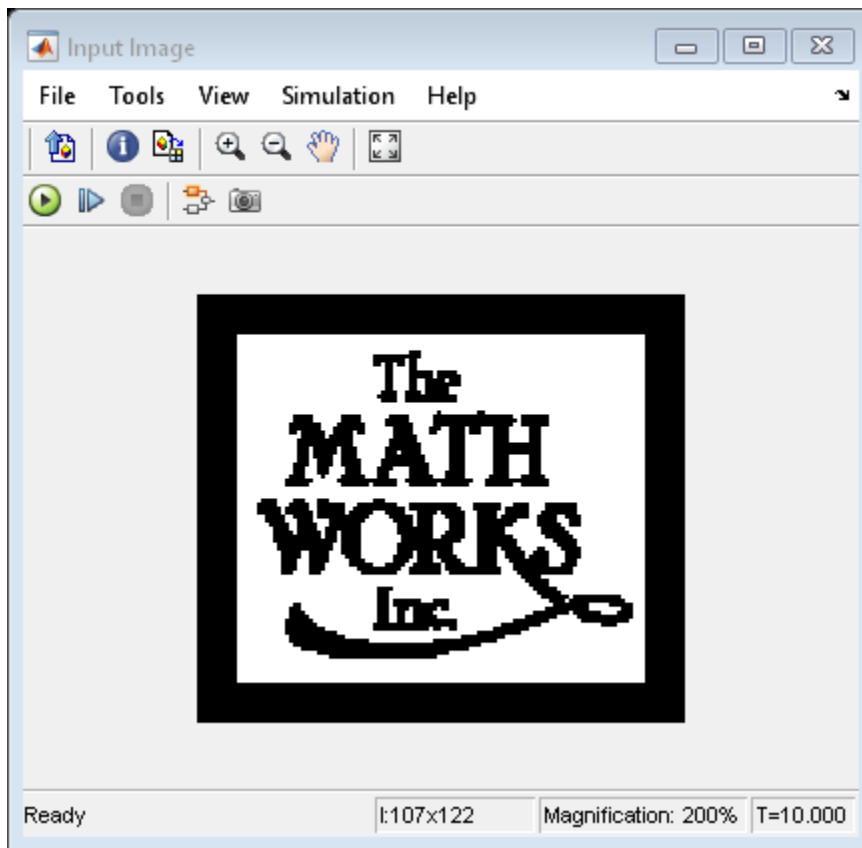 Input Image
File Tools View Simulation Help
The
MATH
WORKS
Inc.
Ready I:107x122 Magnification: 200% T=10.000